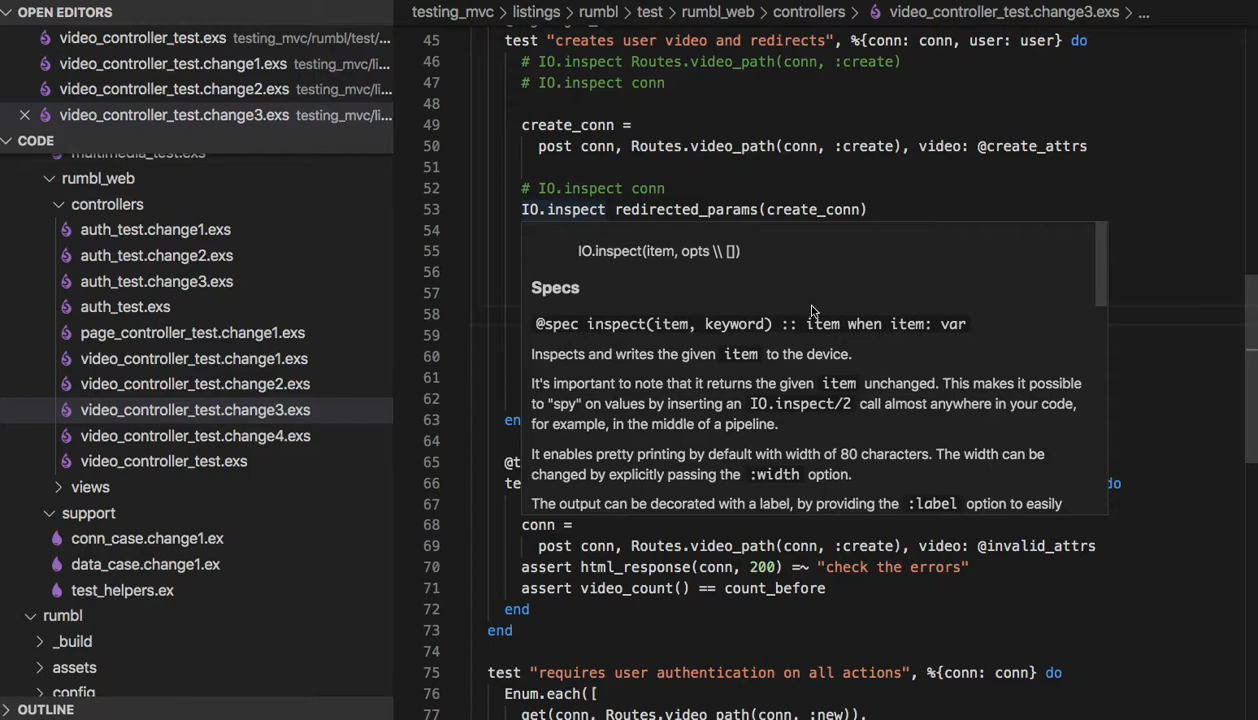 OPEN EDITORS
video_controller_test.exs testing_mvc/rumbl/test/...
video_controller_test.change1.exs testing_mvc/li...
video_controller_test.change2.exs testing_mvc/li...
video_controller_test.change3.exs testing_mvc/li...
CODE
multimedia_test.exs
rumbl_web
controllers
auth_test.change1.exs
auth_test.change2.exs
auth_test.change3.exs
auth_test.exs
page_controller_test.change1.exs
video_controller_test.change1.exs
video_controller_test.change2.exs
video_controller_test.change3.exs
video_controller_test.change4.exs
video_controller_test.exs
views
support
conn_case.change1.ex
data_case.change1.ex
test_helpers.ex
rumbl
_build
assets
config
OUTLINE
testing_mvc > listings > rumbl > test > rumbl_web > controllers > video_controller_test.change3.exs > ...
45 test "creates user video and redirects", %{conn: conn, user: user} do
46 # IO.inspect Routes.video_path(conn, :create)
47 # IO.inspect conn
48
49 create_conn =
50 post conn, Routes.video_path(conn, :create), video: @create_attrs
51
52 # IO.inspect conn
53 IO.inspect redirected_params(create_conn)
54
55 IO.inspect(item, opts \\ [])
56
57 Specs
58
59 @spec inspect(item, keyword) :: item when item: var
60 Inspects and writes the given item to the device.
61 It's important to note that it returns the given item unchanged. This makes it possible
62 to "spy" on values by inserting an IO.inspect/2 call almost anywhere in your code,
63 end for example, in the middle of a pipeline.
64
65 @t It enables pretty printing by default with width of 80 characters. The width can be
66 te changed by explicitly passing the :width option. do
67 The output can be decorated with a label, by providing the :label option to easily
68 conn =
69 post conn, Routes.video_path(conn, :create), video: @invalid_attrs
70 assert html_response(conn, 200) =~ "check the errors"
71 assert video_count() == count_before
72 end
73 end
74
75 test "requires user authentication on all actions", %{conn: conn} do
76 Enum.each([
77 get(conn, Routes.video_path(conn, :new)),